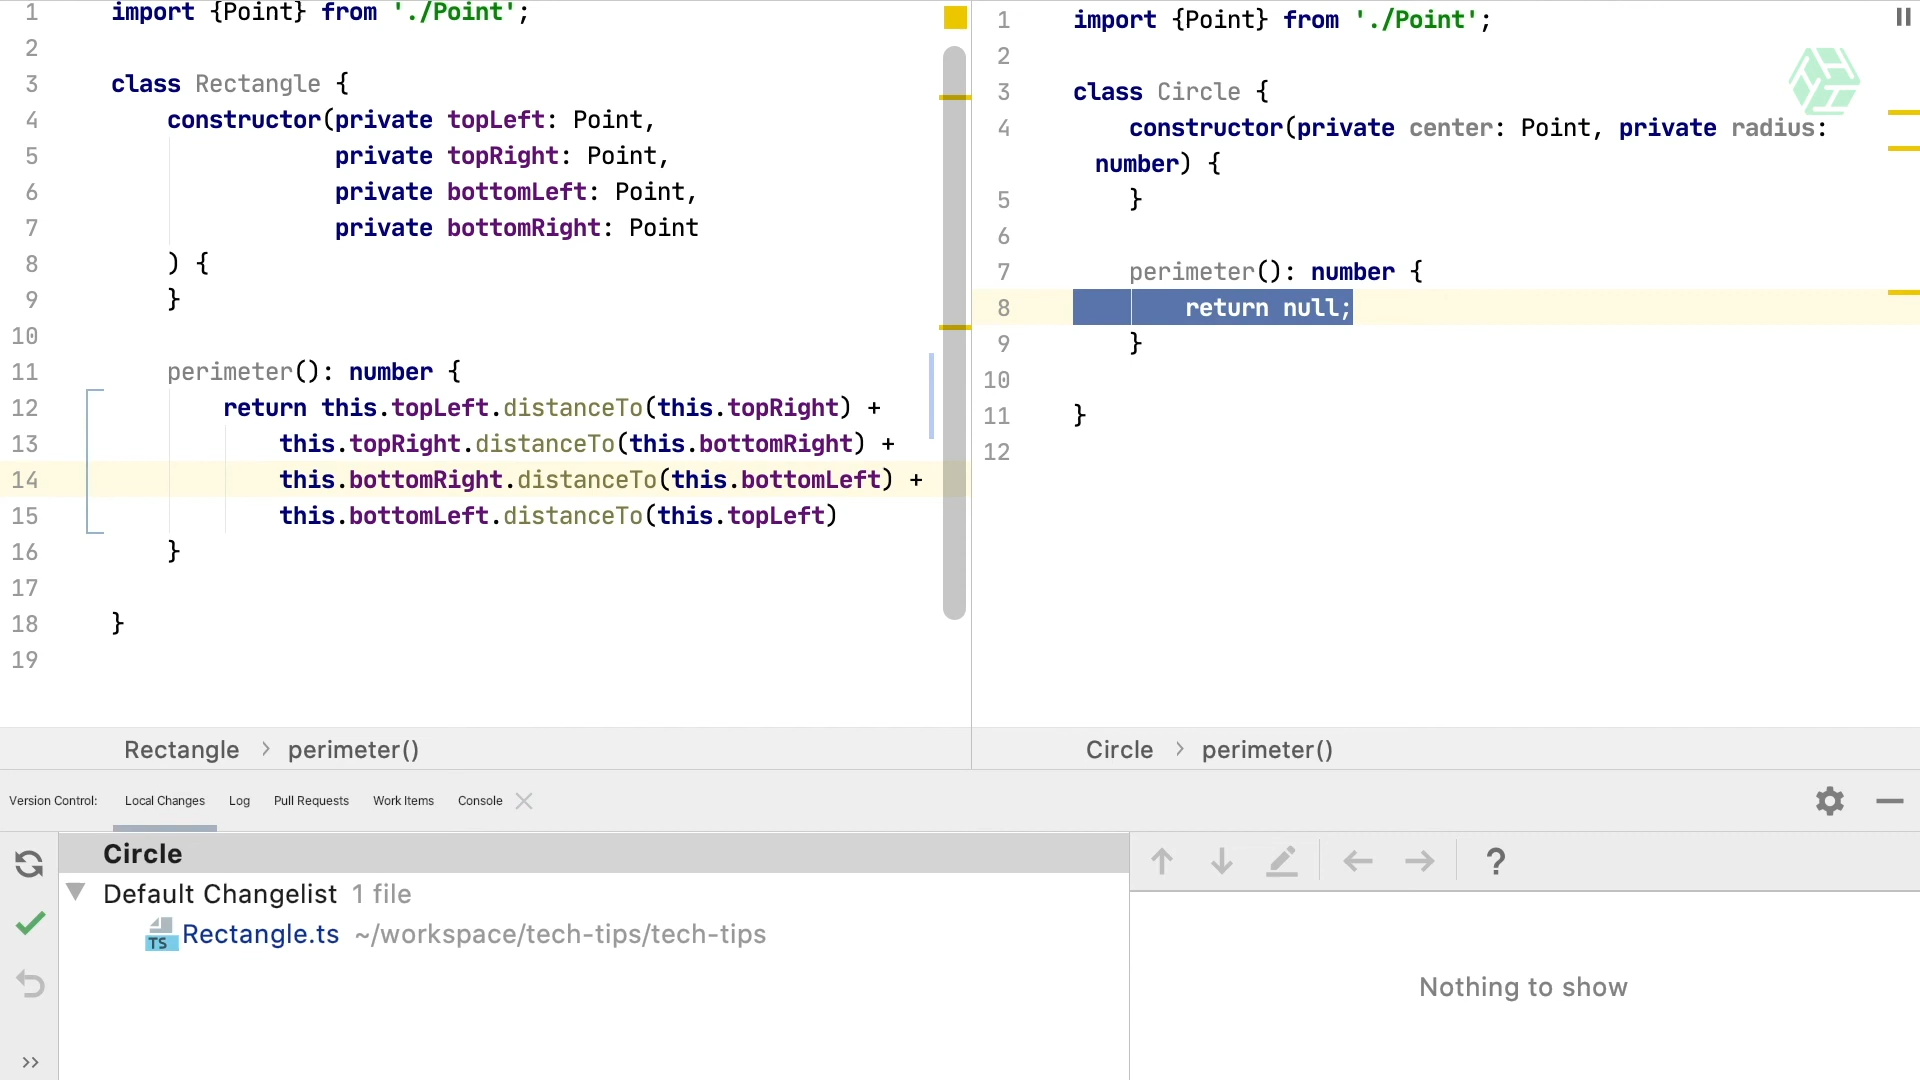 1 import {Point} from './Point';
2
3 class Rectangle {
4 constructor(private topLeft: Point,
5 private topRight: Point,
6 private bottomLeft: Point,
7 private bottomRight: Point
8 ) {
9 }
10
11 perimeter(): number {
12 return this.topLeft.distanceTo(this.topRight) +
13 this.topRight.distanceTo(this.bottomRight) +
14 this.bottomRight.distanceTo(this.bottomLeft) +
15 this.bottomLeft.distanceTo(this.topLeft)
16 }
17
18 }
19
1 import {Point} from './Point';
2
3 class Circle {
4 constructor(private center: Point, private radius:
number) {
5 }
6
7 perimeter(): number {
8 return null;
9 }
10
11 }
12
Rectangle > perimeter()
Circle > perimeter()
Version Control: Local Changes Log Pull Requests Work Items Console
Circle
Default Changelist 1 file
TS Rectangle.ts ~/workspace/tech-tips/tech-tips
?
Nothing to show